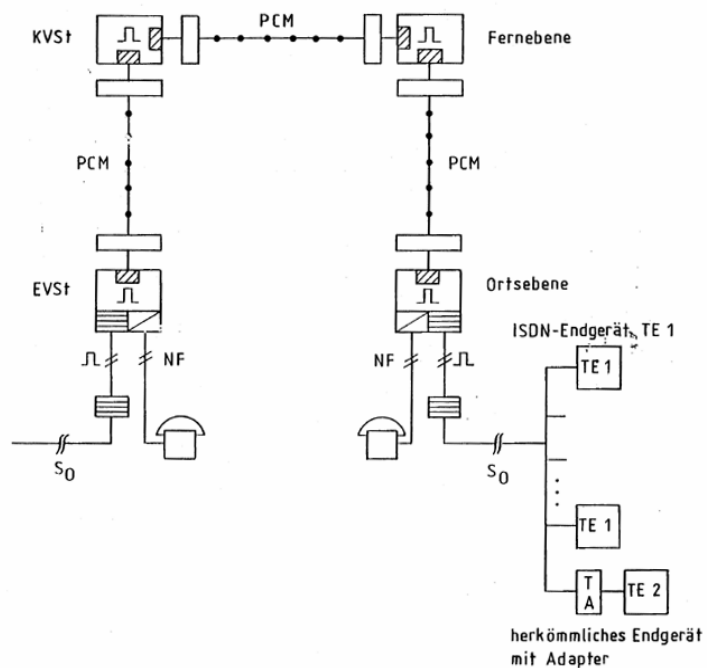 KVSt
PCM
Fernebene
PCM
PCM
EVSt
Ortsebene
ISDN-Endgerät, TE 1
NF
NF
TE 1
S0
S0
TE 1
TA
TE 2
herkömmliches Endgerät
mit Adapter